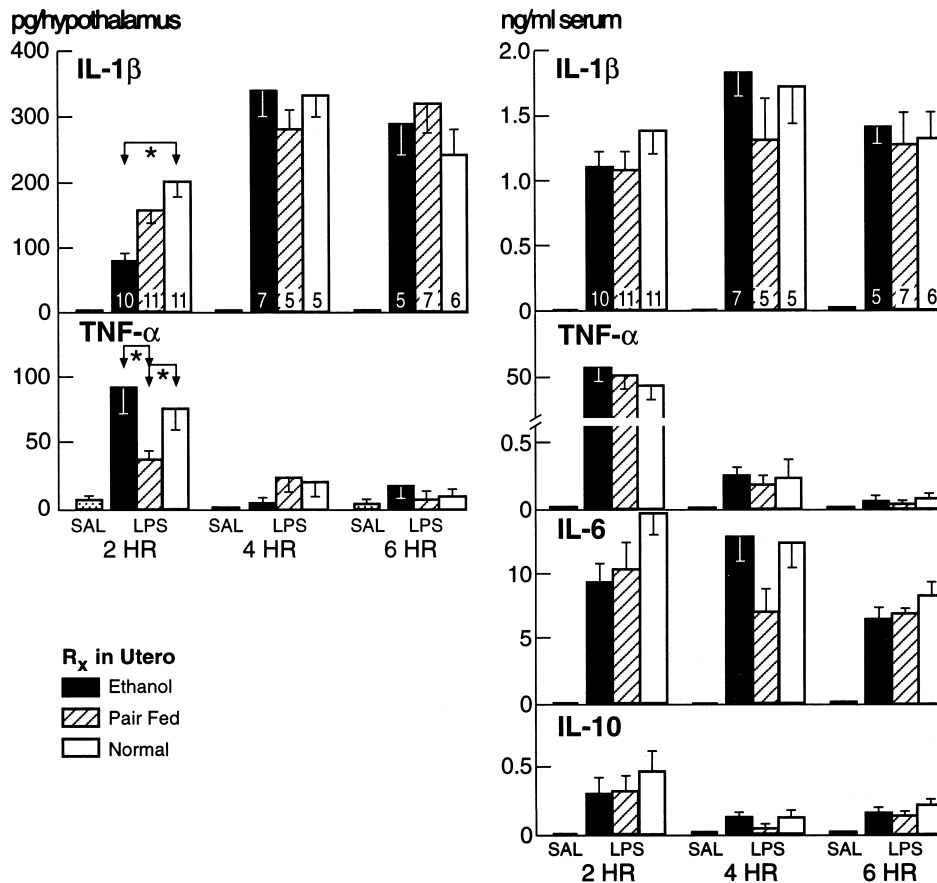 pg/hypothalamus
IL-1β
400
300
200
100
0
*
10 11 11
7 5 5
5 7 6
TNF-α
100
50
0
* *
SAL LPS SAL LPS SAL LPS
2 HR 4 HR 6 HR
Rx in Utero
Ethanol
Pair Fed
Normal
ng/ml serum
IL-1β
2.0
1.5
1.0
0.5
0
10 11 11
7 5 5
5 7 6
TNF-α
50
0.5
0
IL-6
10
5
0
IL-10
0.5
0
SAL LPS SAL LPS SAL LPS
2 HR 4 HR 6 HR